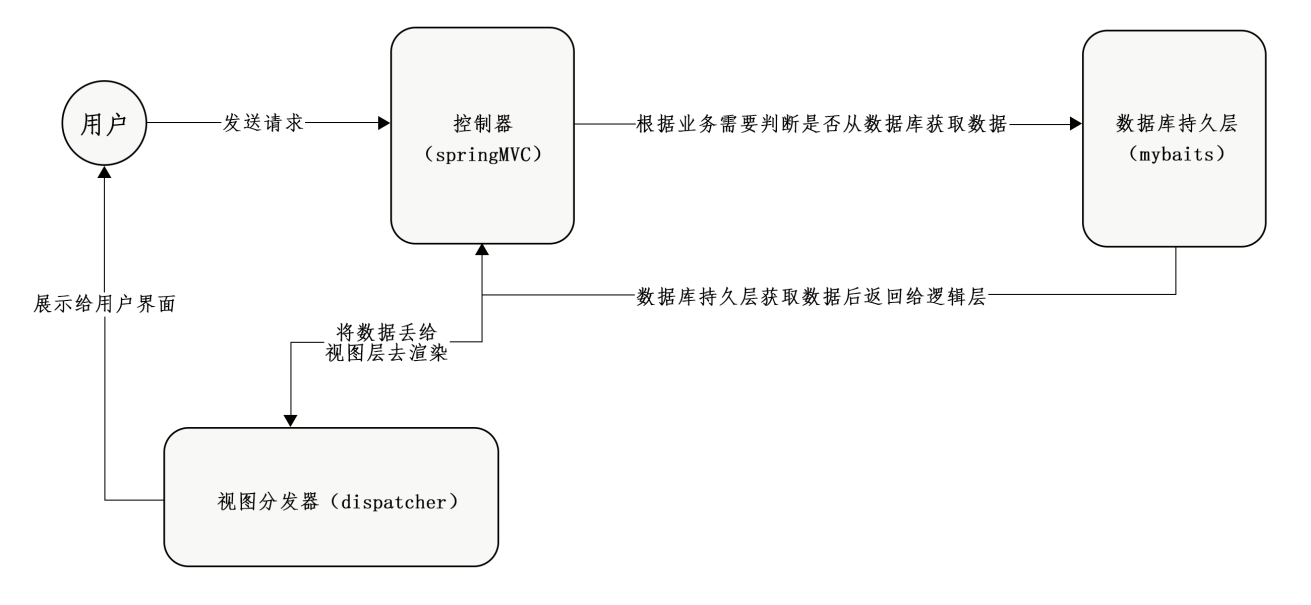 用户
发送请求
控制器
（springMVC）
根据业务需要判断是否从数据库获取数据
数据库持久层
（mybaits）
数据库持久层获取数据后返回给逻辑层
展示给用户界面
将数据丢给
视图层去渲染
视图分发器（dispatcher）